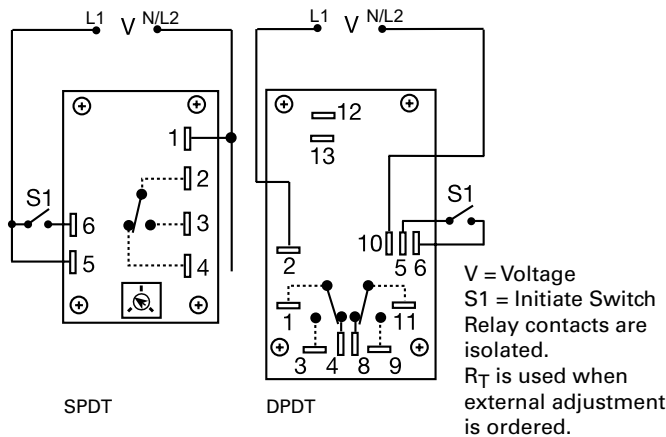 L1 V N/L2
L1 V N/L2
1
2
3
4
S1
6
5
12
13
S1
10 5 6
2
1
11
3 4 8 9
V = Voltage
S1 = Initiate Switch
Relay contacts are
isolated.
RT is used when
external adjustment
is ordered.
SPDT
DPDT